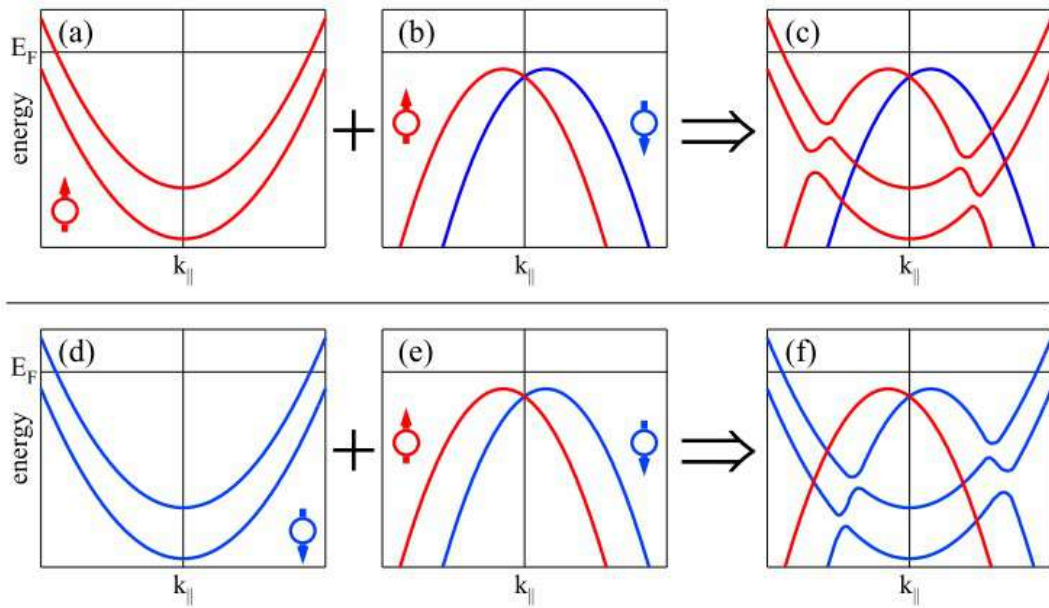 (a)
(b)
(c)
E_F
energy
k_||
k_||
k_||
(d)
(e)
(f)
E_F
energy
k_||
k_||
k_||